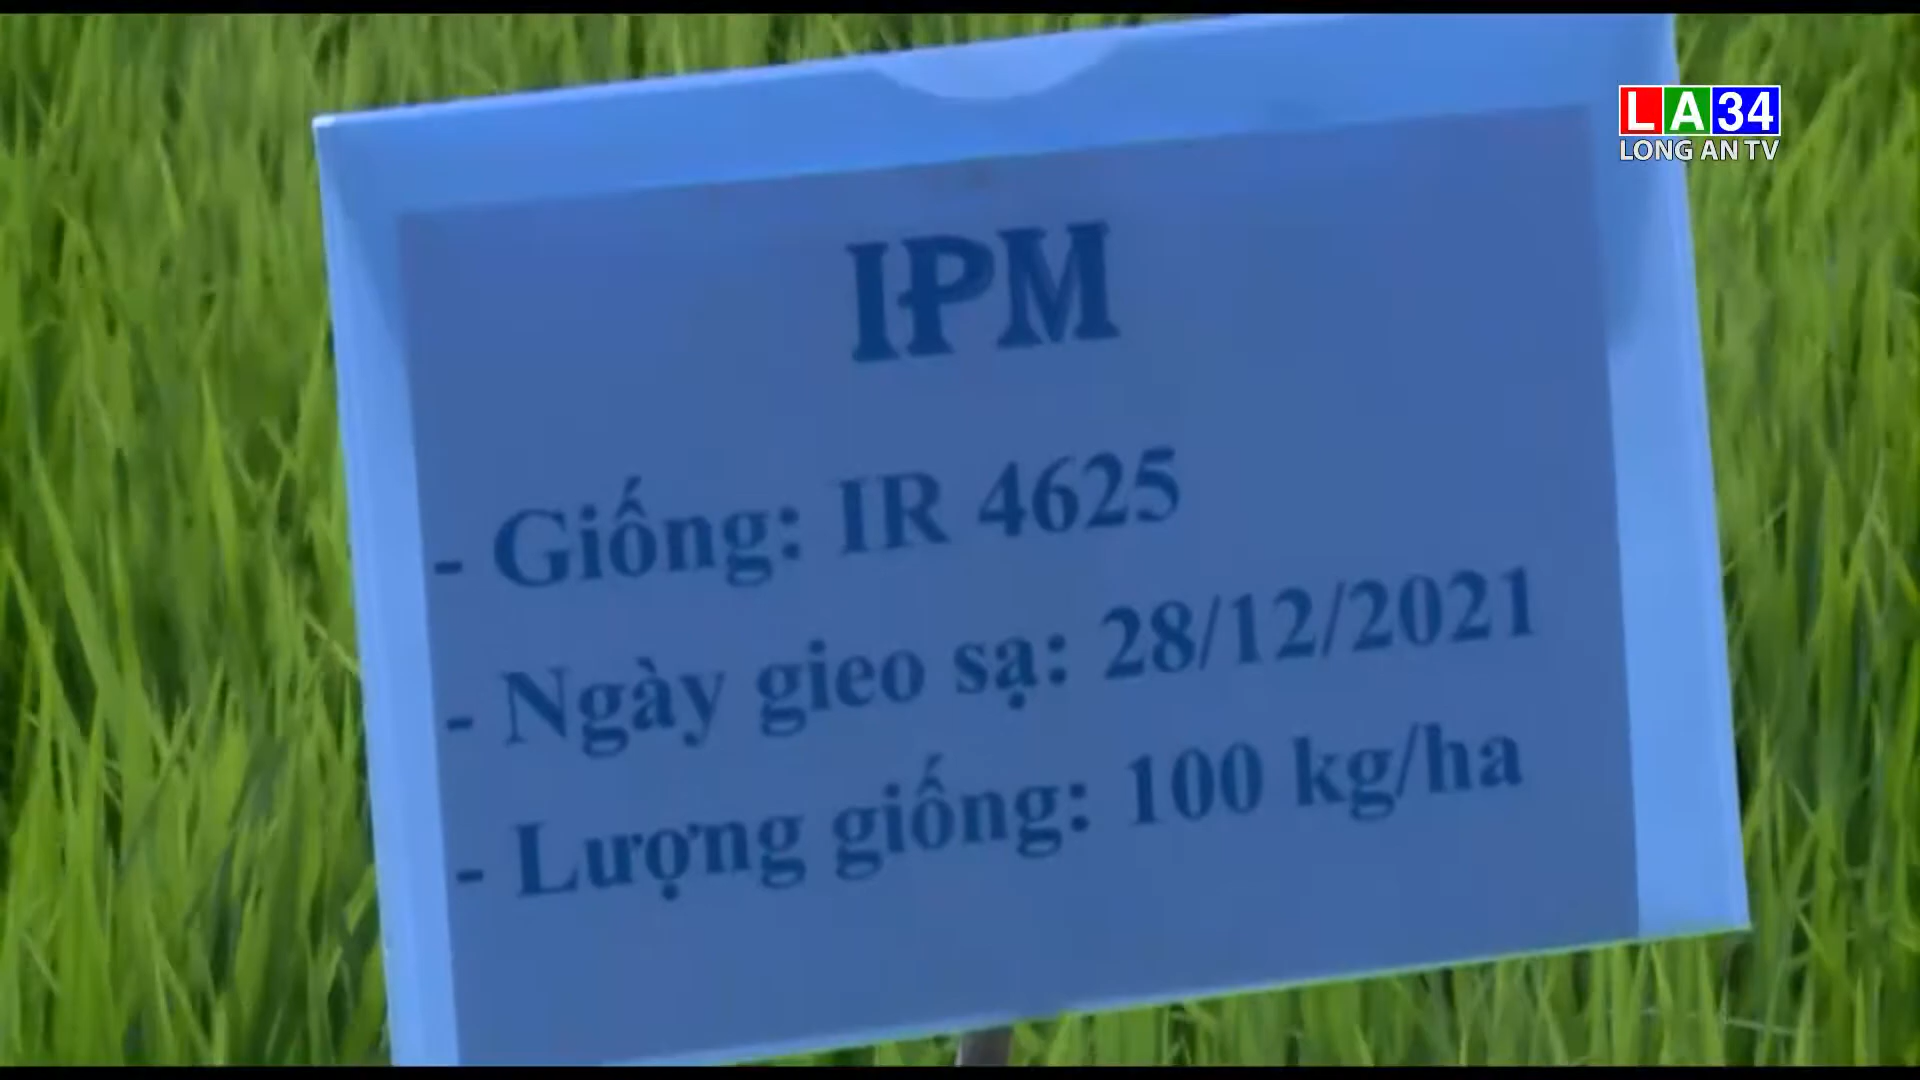 LA34
LONG AN TV
IPM
- Giống: IR 4625
- Ngày gieo sạ: 28/12/2021
- Lượng giống: 100 kg/ha